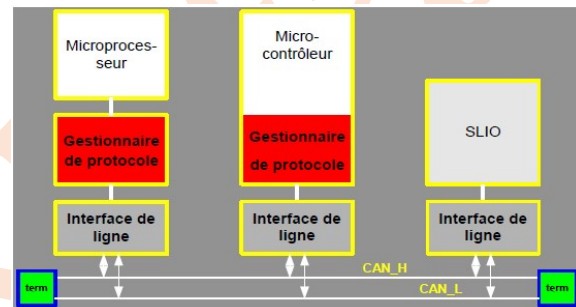 Microproces-
seur
Gestionnaire
de protocole
Interface de
ligne
Micro-
contrôleur
Gestionnaire
de protocole
Interface de
ligne
SLIO
Interface de
ligne
CAN_H
CAN_L
term
term